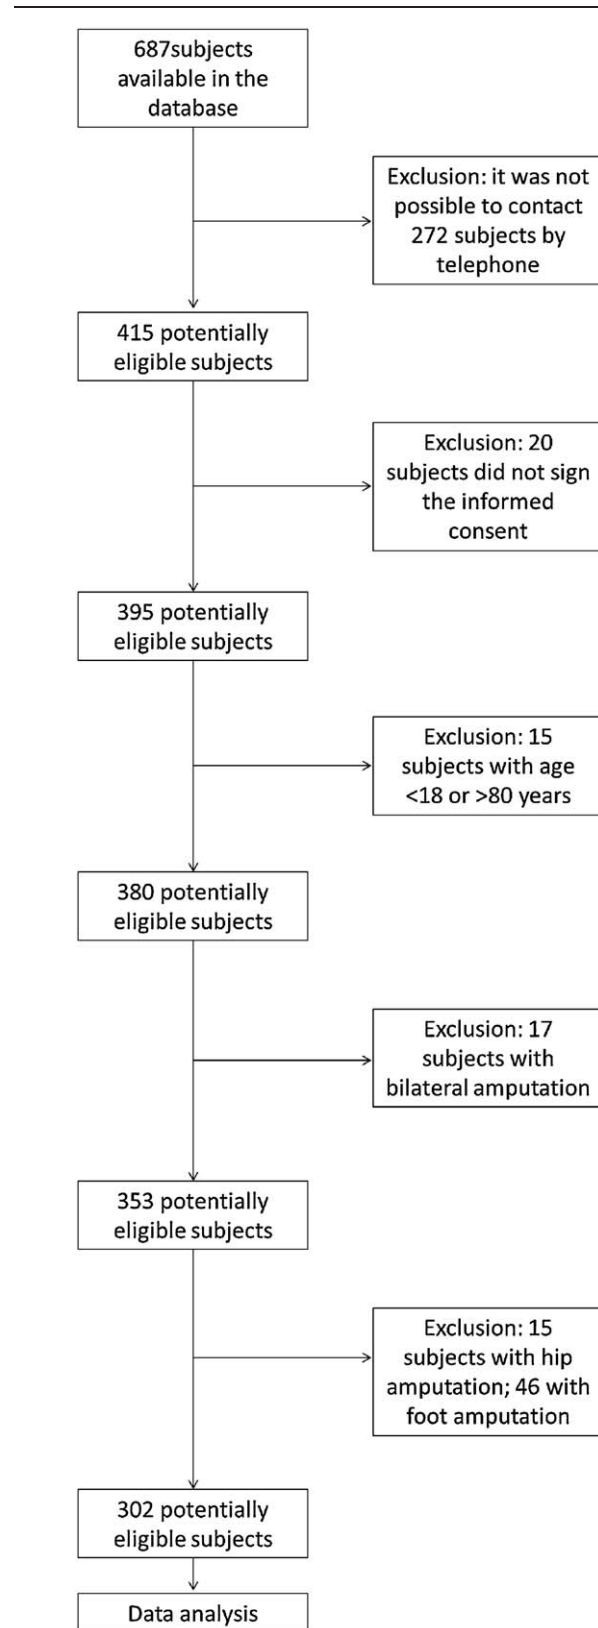 687subjects
available in the
database
Exclusion: it was not
possible to contact
272 subjects by
telephone
415 potentially
eligible subjects
Exclusion: 20
subjects did not sign
the informed
consent
395 potentially
eligible subjects
Exclusion: 15
subjects with age
<18 or >80 years
380 potentially
eligible subjects
Exclusion: 17
subjects with
bilateral amputation
353 potentially
eligible subjects
Exclusion: 15
subjects with hip
amputation; 46 with
foot amputation
302 potentially
eligible subjects
Data analysis